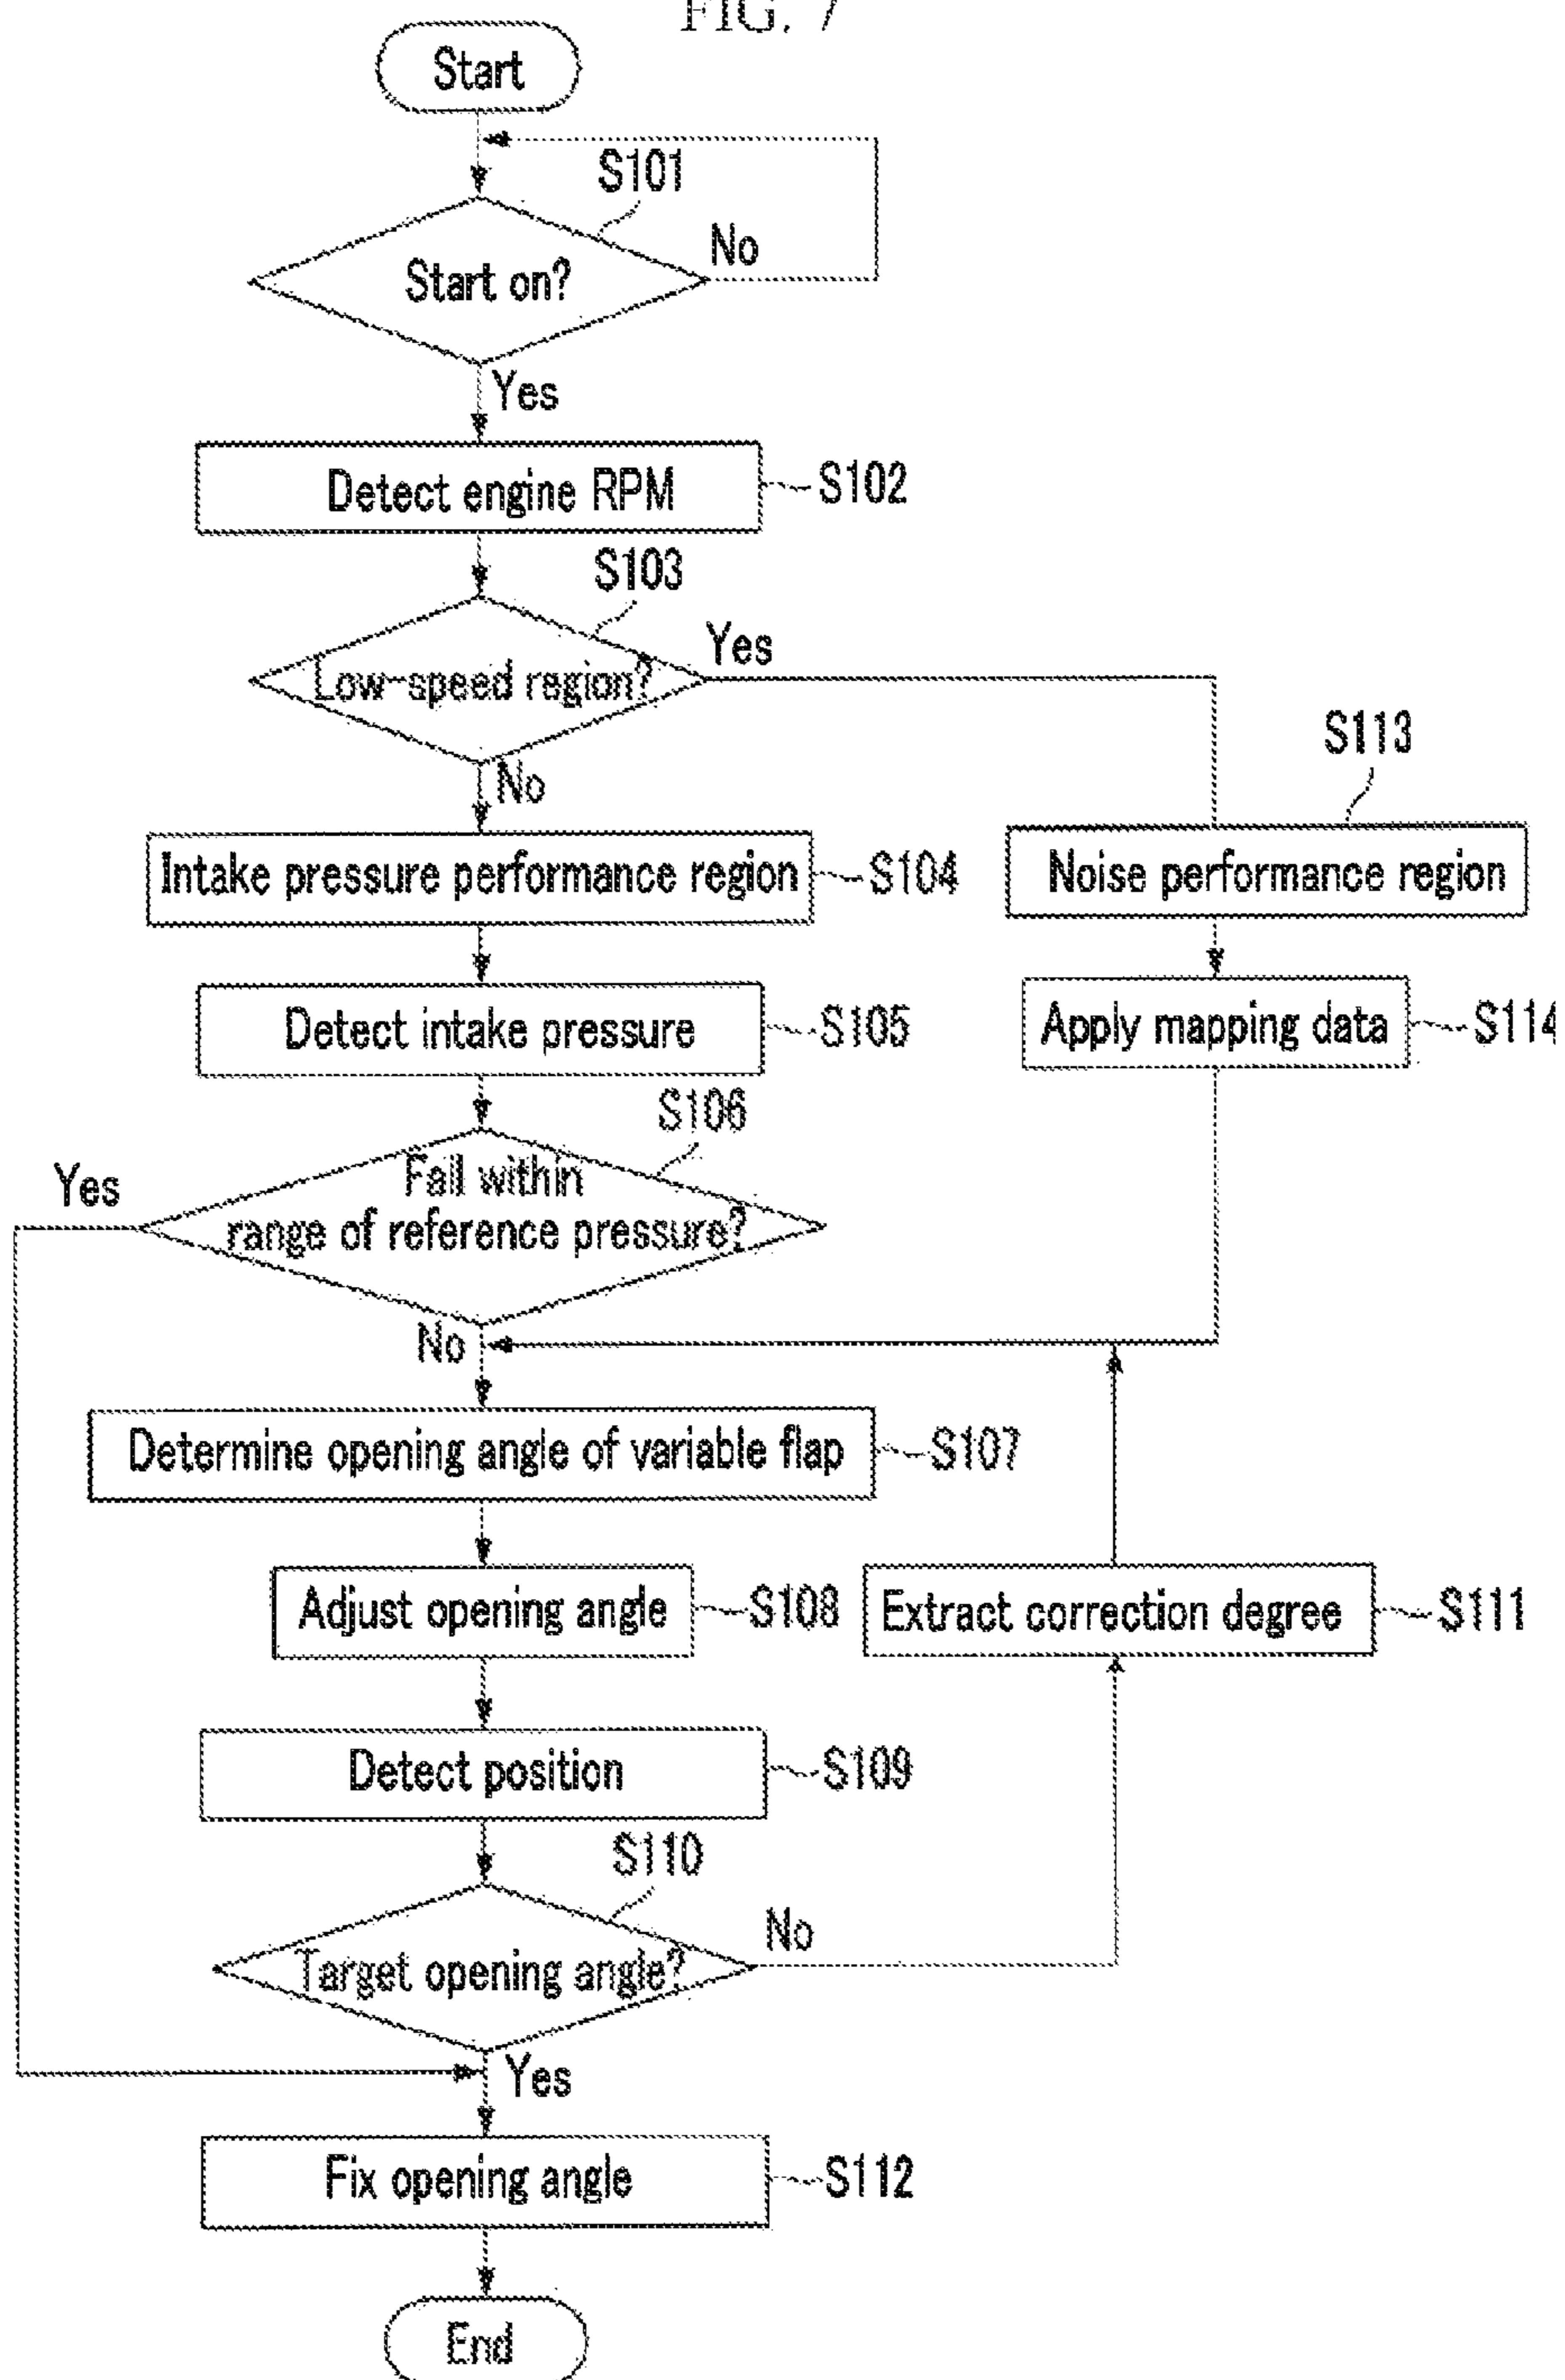 FIG. 7
Start
S101
No
Start on?
Yes
Detect engine RPM
S102
S103
Yes
Low-speed region?
No
S113
Intake pressure performance region
S104
Noise performance region
Detect intake pressure
S105
Apply mapping data
S114
S106
Yes
Fall within
range of reference pressure?
No
Determine opening angle of variable flap
S107
Adjust opening angle
S108
Extract correction degree
S111
Detect position
S109
S110
No
Target opening angle?
Yes
Fix opening angle
S112
End